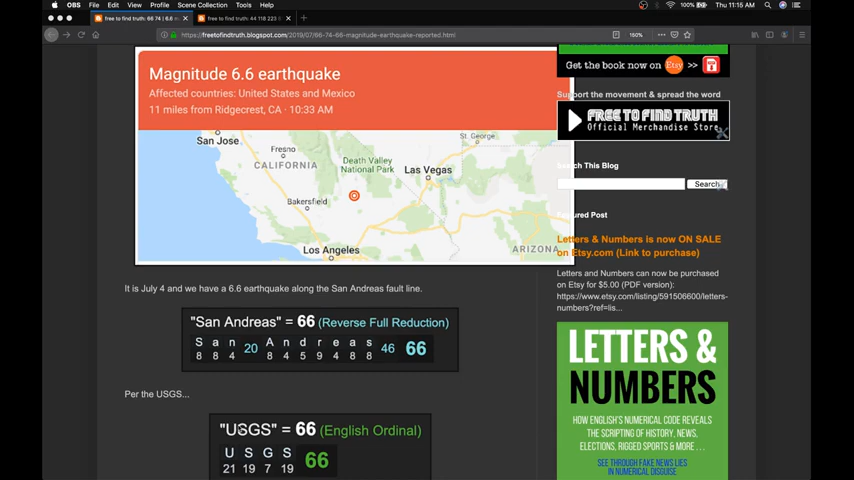 OBS File Edit View Profile Scene Collection Tools Help 100% Thu 11:15 AM
free to find truth: 66 74 | 6.6 m
free to find truth: 44 118 223 |
https://freetofindtruth.blogspot.com/2019/07/66-74-66-magnitude-earthquake-reported.html 150%
Magnitude 6.6 earthquake
Affected countries: United States and Mexico
11 miles from Ridgecrest, CA · 10:33 AM
San Jose
Fresno
CALIFORNIA
Death Valley
National Park
Las Vegas
St. George
Bakersfield
Los Angeles
ARIZONA
It is July 4 and we have a 6.6 earthquake along the San Andreas fault line.
"San Andreas" = 66 (Reverse Full Reduction)
S a n 20 A n d r e a s 46 66
8 8 4 8 4 5 9 4 8 8
Per the USGS...
"USGS" = 66 (English Ordinal)
U S G S 66
21 19 7 19
Get the book now on Etsy >>
Support the movement & spread the word
FREE TO FIND TRUTH
Official Merchandise Store
Search This Blog
Search
Featured Post
Letters & Numbers is now ON SALE
on Etsy.com (Link to purchase)
Letters and Numbers can now be purchased
on Etsy for $5.00 (PDF version):
https://www.etsy.com/listing/591506600/letters-
numbers?ref=lis...
LETTERS &
NUMBERS
HOW ENGLISH'S NUMERICAL CODE REVEALS
THE SCRIPTING OF HISTORY, NEWS,
ELECTIONS, RIGGED SPORTS & MORE . . .
SEE THROUGH FAKE NEWS LIES
IN NUMERICAL DISGUISE